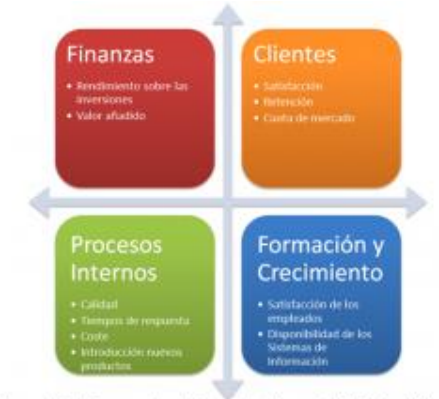 Finanzas
• Rendimiento sobre las
inversiones
• Valor añadido
Clientes
• Satisfacción
• Retención
• Cuota de mercado
Procesos
Internos
• Calidad
• Tiempos de respuesta
• Coste
• Introducción nuevos
productos
Formación y
Crecimiento
• Satisfacción de los
empleados
• Disponibilidad de los
Sistemas de
Información